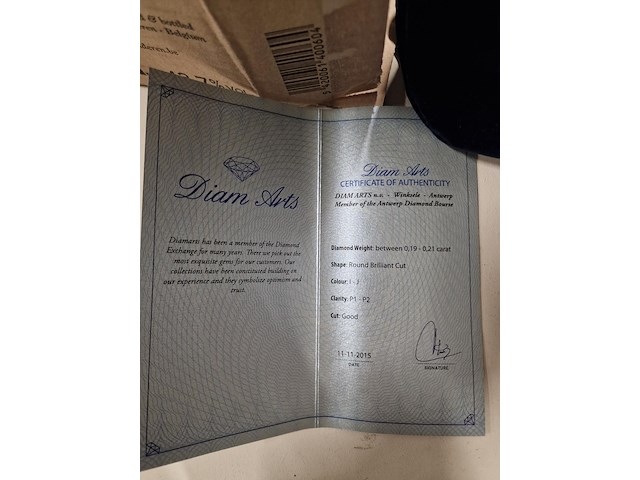 & bottled
- Belgium
5420061400604
Diam Arts
Diamarts has been a member of the Diamond
Exchange for many years. There we pick out the
most exquisite gems for our customers. Our
collections have been constituted building on
our experience and they symbolize optimism and
trust.
Diam Arts
CERTIFICATE OF AUTHENTICITY
DIAM ARTS n.v. - Winksele - Antwerp
Member of the Antwerp Diamond Bourse
Diamond Weight: between 0,19 - 0,21 carat
Shape: Round Brilliant Cut
Colour: I - J
Clarity: P1 - P2
Cut: Good
11-11-2015
DATE
SIGNATURE